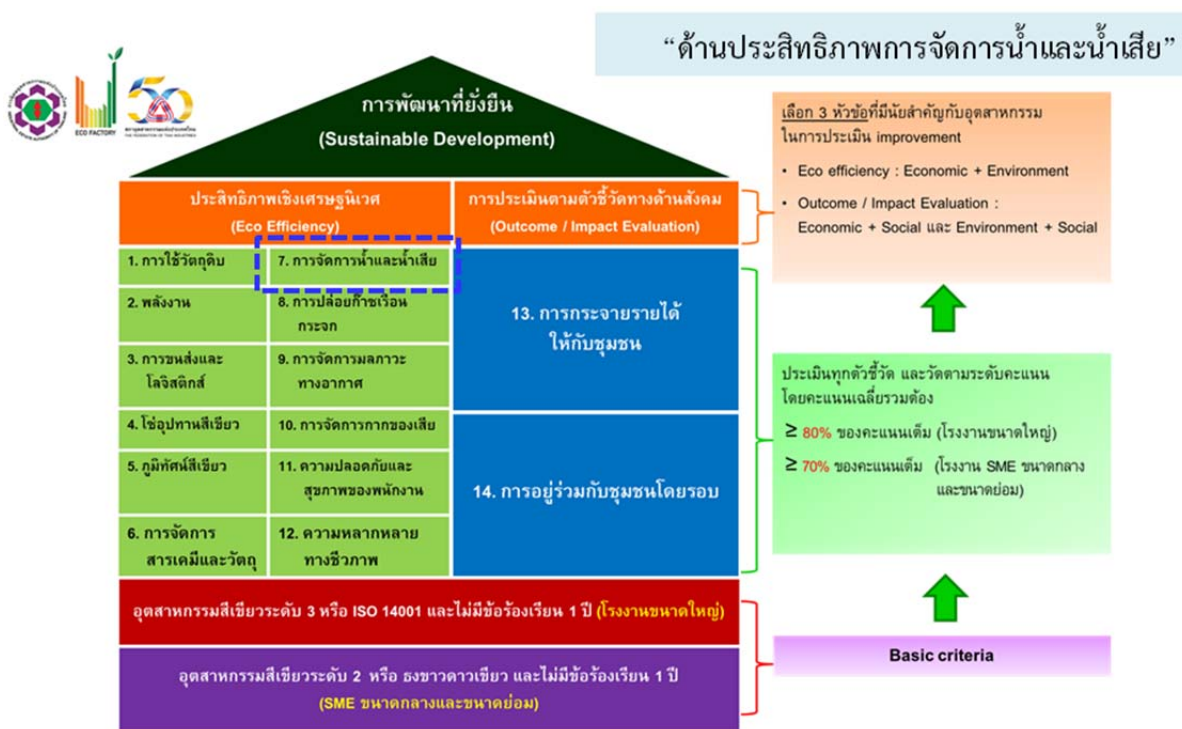 “ด้านประสิทธิภาพการจัดการน้ำและน้ำเสีย”
ECO FACTORY
การพัฒนาที่ยั่งยืน
(Sustainable Development)
ประสิทธิภาพเชิงเศรษฐนิเวศ
(Eco Efficiency)
การประเมินตามตัวชี้วัดทางด้านสังคม
(Outcome / Impact Evaluation)
1. การใช้วัตถุดิบ
2. พลังงาน
3. การขนส่งและ
โลจิสติกส์
4. โซ่อุปทานสีเขียว
5. ภูมิทัศน์สีเขียว
6. การจัดการ
สารเคมีและวัตถุ
7. การจัดการน้ำและน้ำเสีย
8. การปล่อยก๊าซเรือน
กระจก
9. การจัดการมลภาวะ
ทางอากาศ
10. การจัดการกากของเสีย
11. ความปลอดภัยและ
สุขภาพของพนักงาน
12. ความหลากหลาย
ทางชีวภาพ
13. การกระจายรายได้
ให้กับชุมชน
14. การอยู่ร่วมกับชุมชนโดยรอบ
อุตสาหกรรมสีเขียวระดับ 3 หรือ ISO 14001 และไม่มีข้อร้องเรียน 1 ปี (โรงงานขนาดใหญ่)
อุตสาหกรรมสีเขียวระดับ 2 หรือ ธงขาวดาวเขียว และไม่มีข้อร้องเรียน 1 ปี
(SME ขนาดกลางและขนาดย่อม)
เลือก 3 หัวข้อที่มีนัยสำคัญกับอุตสาหกรรม
ในการประเมิน improvement
• Eco efficiency : Economic + Environment
• Outcome / Impact Evaluation :
Economic + Social และ Environment + Social
ประเมินทุกตัวชี้วัด และวัดตามระดับคะแนน
โดยคะแนนเฉลี่ยรวมต้อง
≥ 80% ของคะแนนเต็ม (โรงงานขนาดใหญ่)
≥ 70% ของคะแนนเต็ม (โรงงาน SME ขนาดกลาง
และขนาดย่อม)
Basic criteria